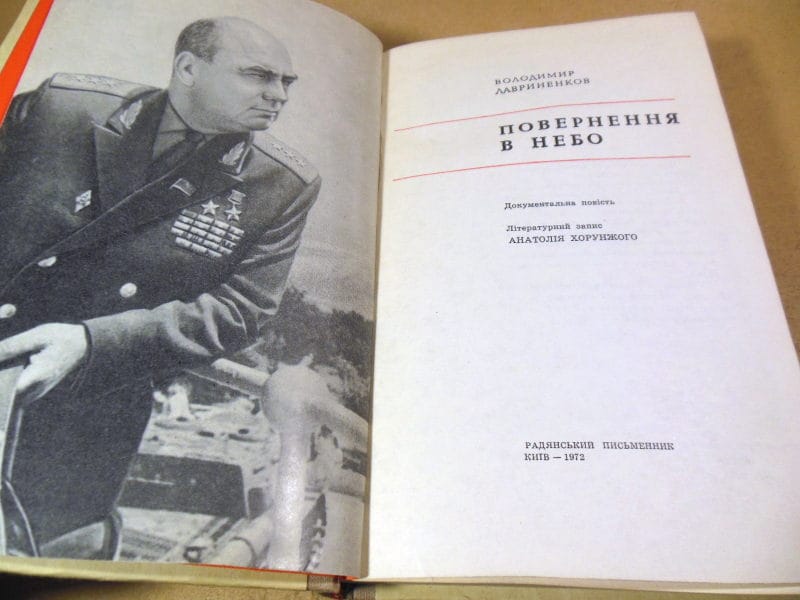 ВОЛОДИМИР
ЛАВРИНЕНКОВ
ПОВЕРНЕННЯ
В НЕБО
Документальна повість
Літературний запис
АНАТОЛІЯ ХОРУНЖОГО
РАДЯНСЬКИЙ ПИСЬМЕННИК
КИЇВ — 1972